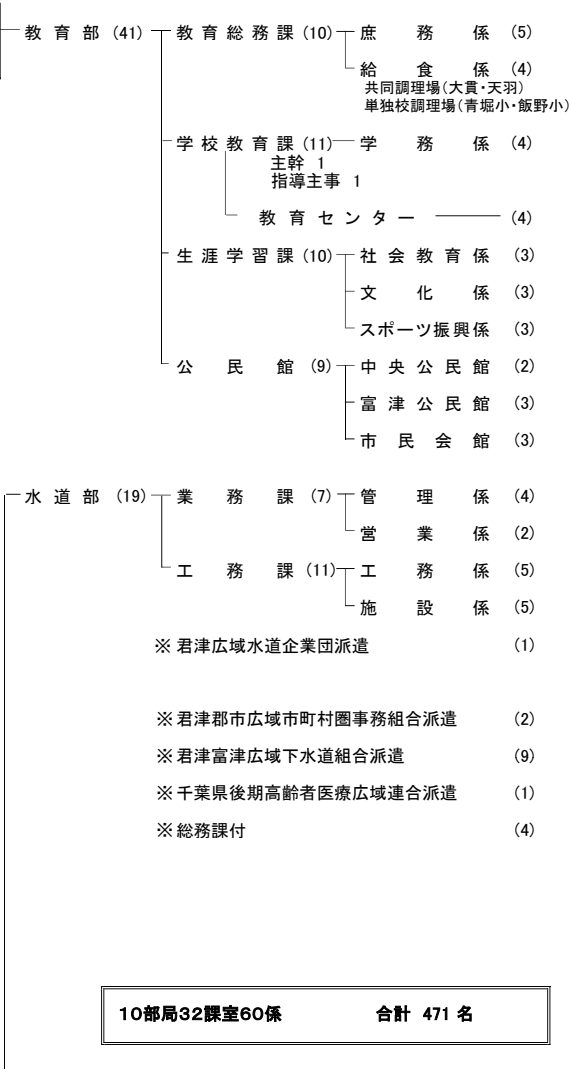 教育部 (41) 教育総務課 (10) 庶務係 (5)
給食係 (4)
共同調理場(大貫・天羽)
単独校調理場(青堀小・飯野小)
学校教育課 (11) 学務係 (4)
主幹 1
指導主事 1
教育センター (4)
生涯学習課 (10) 社会教育係 (3)
文化係 (3)
スポーツ振興係 (3)
公民館 (9) 中央公民館 (2)
富津公民館 (3)
市民会館 (3)
水道部 (19) 業務課 (7) 管理係 (4)
営業係 (2)
工務課 (11) 工務係 (5)
施設係 (5)
※君津広域水道企業団派遣 (1)
※君津郡市広域市町村圏事務組合派遣 (2)
※君津富津広域下水道組合派遣 (9)
※千葉県後期高齢者医療広域連合派遣 (1)
※総務課付 (4)
10部局32課室60係 合計 471 名